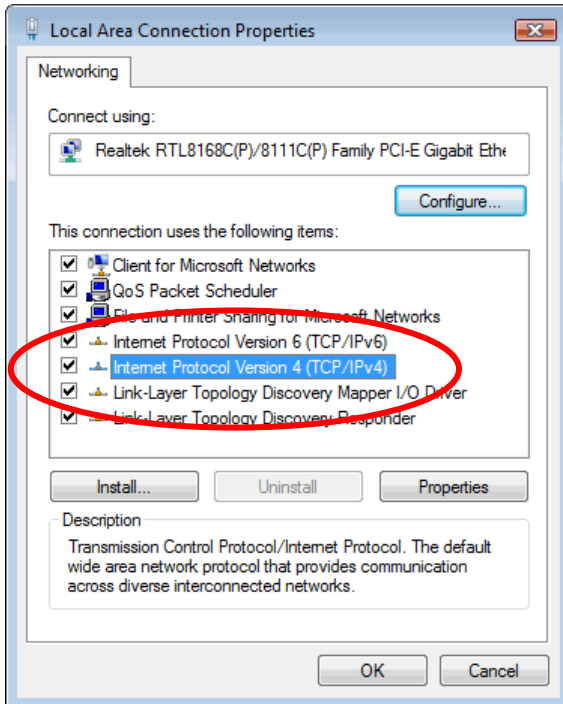 Local Area Connection Properties
Networking
Connect using:
Realtek RTL8168C(P)/8111C(P) Family PCI-E Gigabit Ethe
Configure...
This connection uses the following items:
Client for Microsoft Networks
QoS Packet Scheduler
File and Printer Sharing for Microsoft Networks
Internet Protocol Version 6 (TCP/IPv6)
Internet Protocol Version 4 (TCP/IPv4)
Link-Layer Topology Discovery Mapper I/O Driver
Link-Layer Topology Discovery Responder
Install... Uninstall Properties
Description
Transmission Control Protocol/Internet Protocol. The default
wide area network protocol that provides communication
across diverse interconnected networks.
OK Cancel